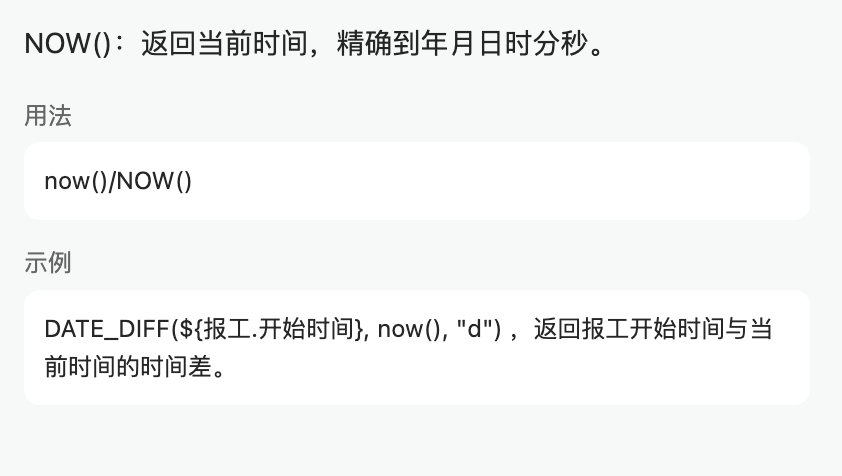 NOW()：返回当前时间，精确到年月日时分秒。
用法
now()/NOW()
示例
DATE_DIFF(${报工.开始时间}, now(), "d") ，返回报工开始时间与当
前时间的时间差。